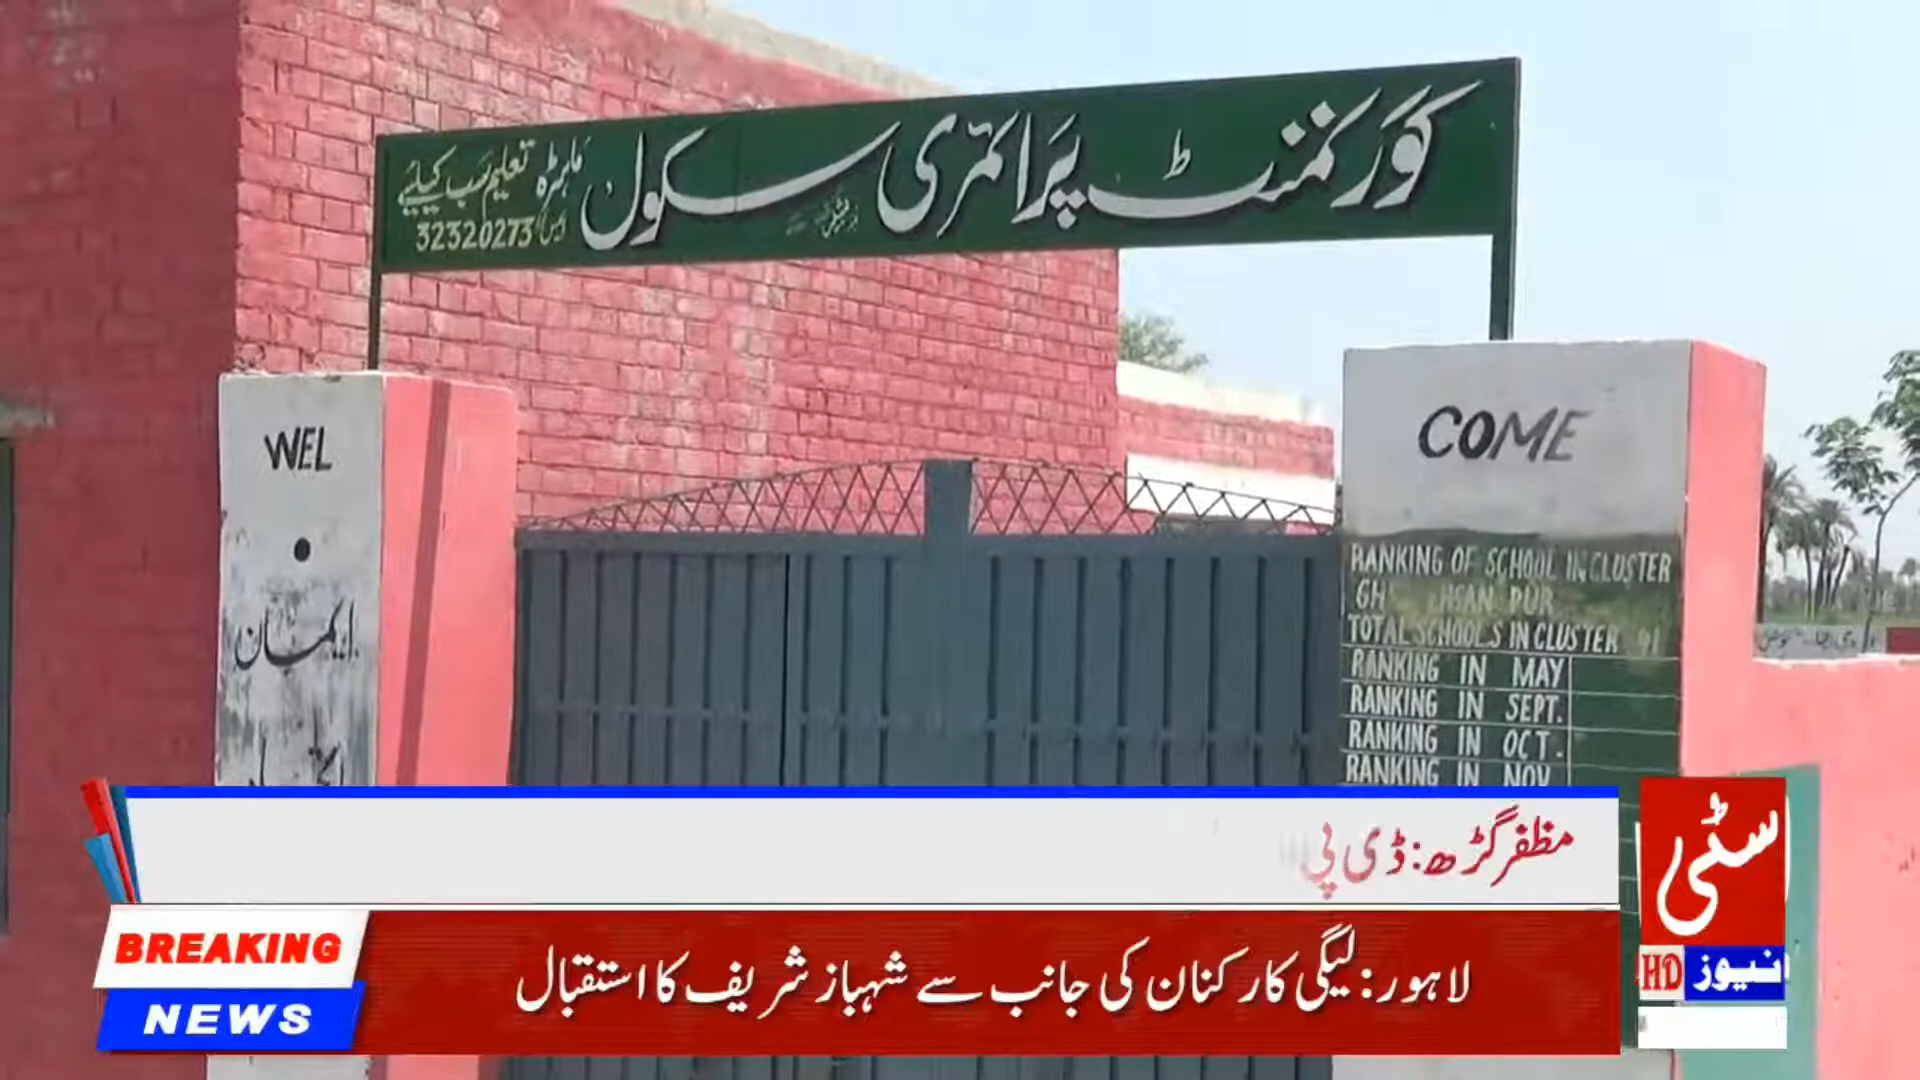 گورنمنٹ پرائمری سکول ماہڑہ تعلیم سب کیلئے
32320273
WEL
COME
ایمان
RANKING OF SCHOOL IN CLUSTER
TOTAL SCHOOLS IN CLUSTER 41
RANKING IN MAY
RANKING IN SEPT.
RANKING IN OCT.
RANKING IN NOV
مظفرگڑھ: ڈی پی
BREAKING
NEWS
لاہور: لیگی کارکنان کی جانب سے شہباز شریف کا استقبال
سٹی
HD نیوز